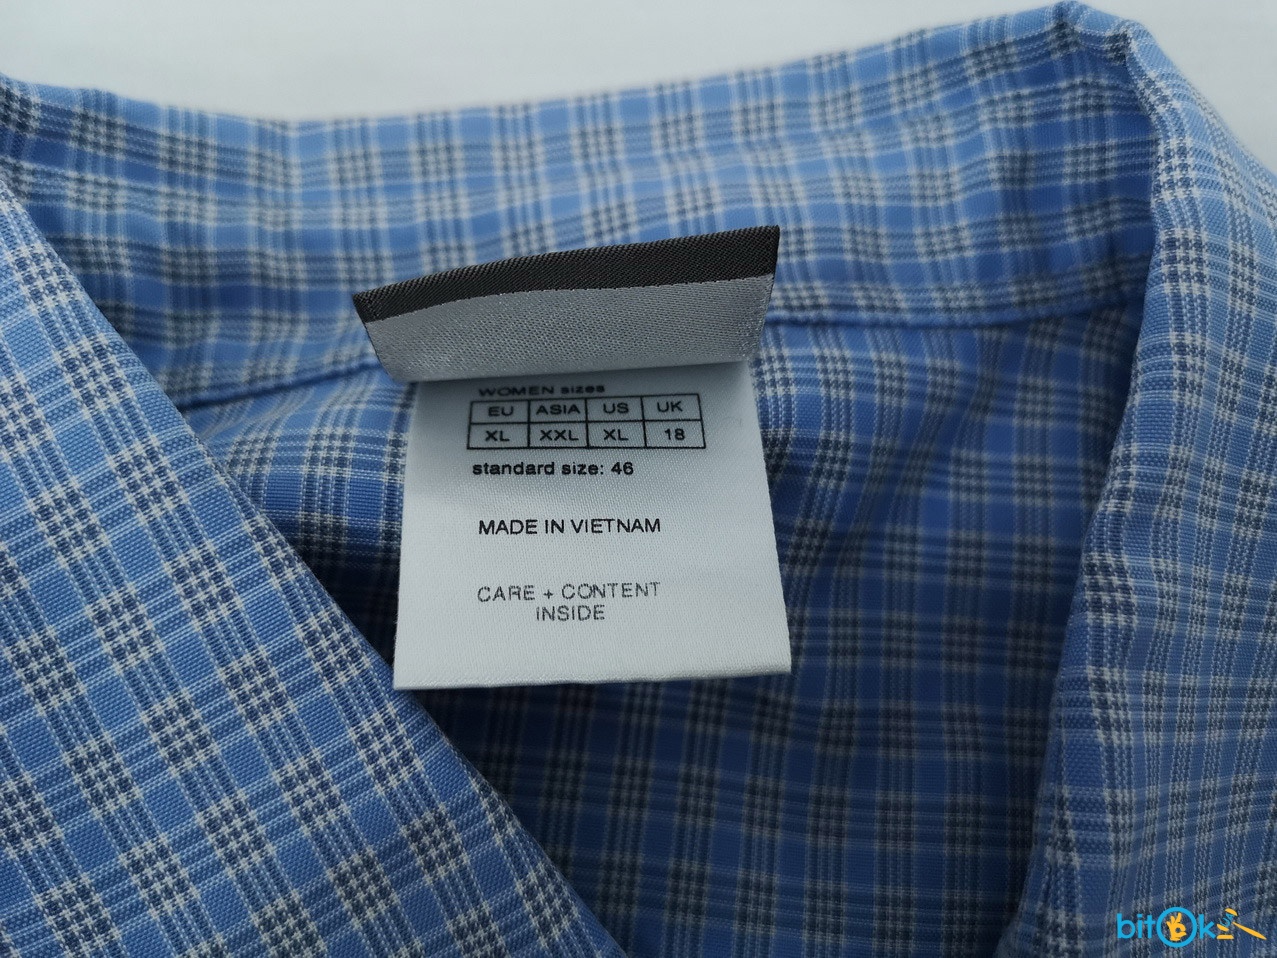 WOMEN sizes
EU ASIA US UK
XL XXL XL 18
standard size: 46
MADE IN VIETNAM
CARE + CONTENT
INSIDE
bitOk